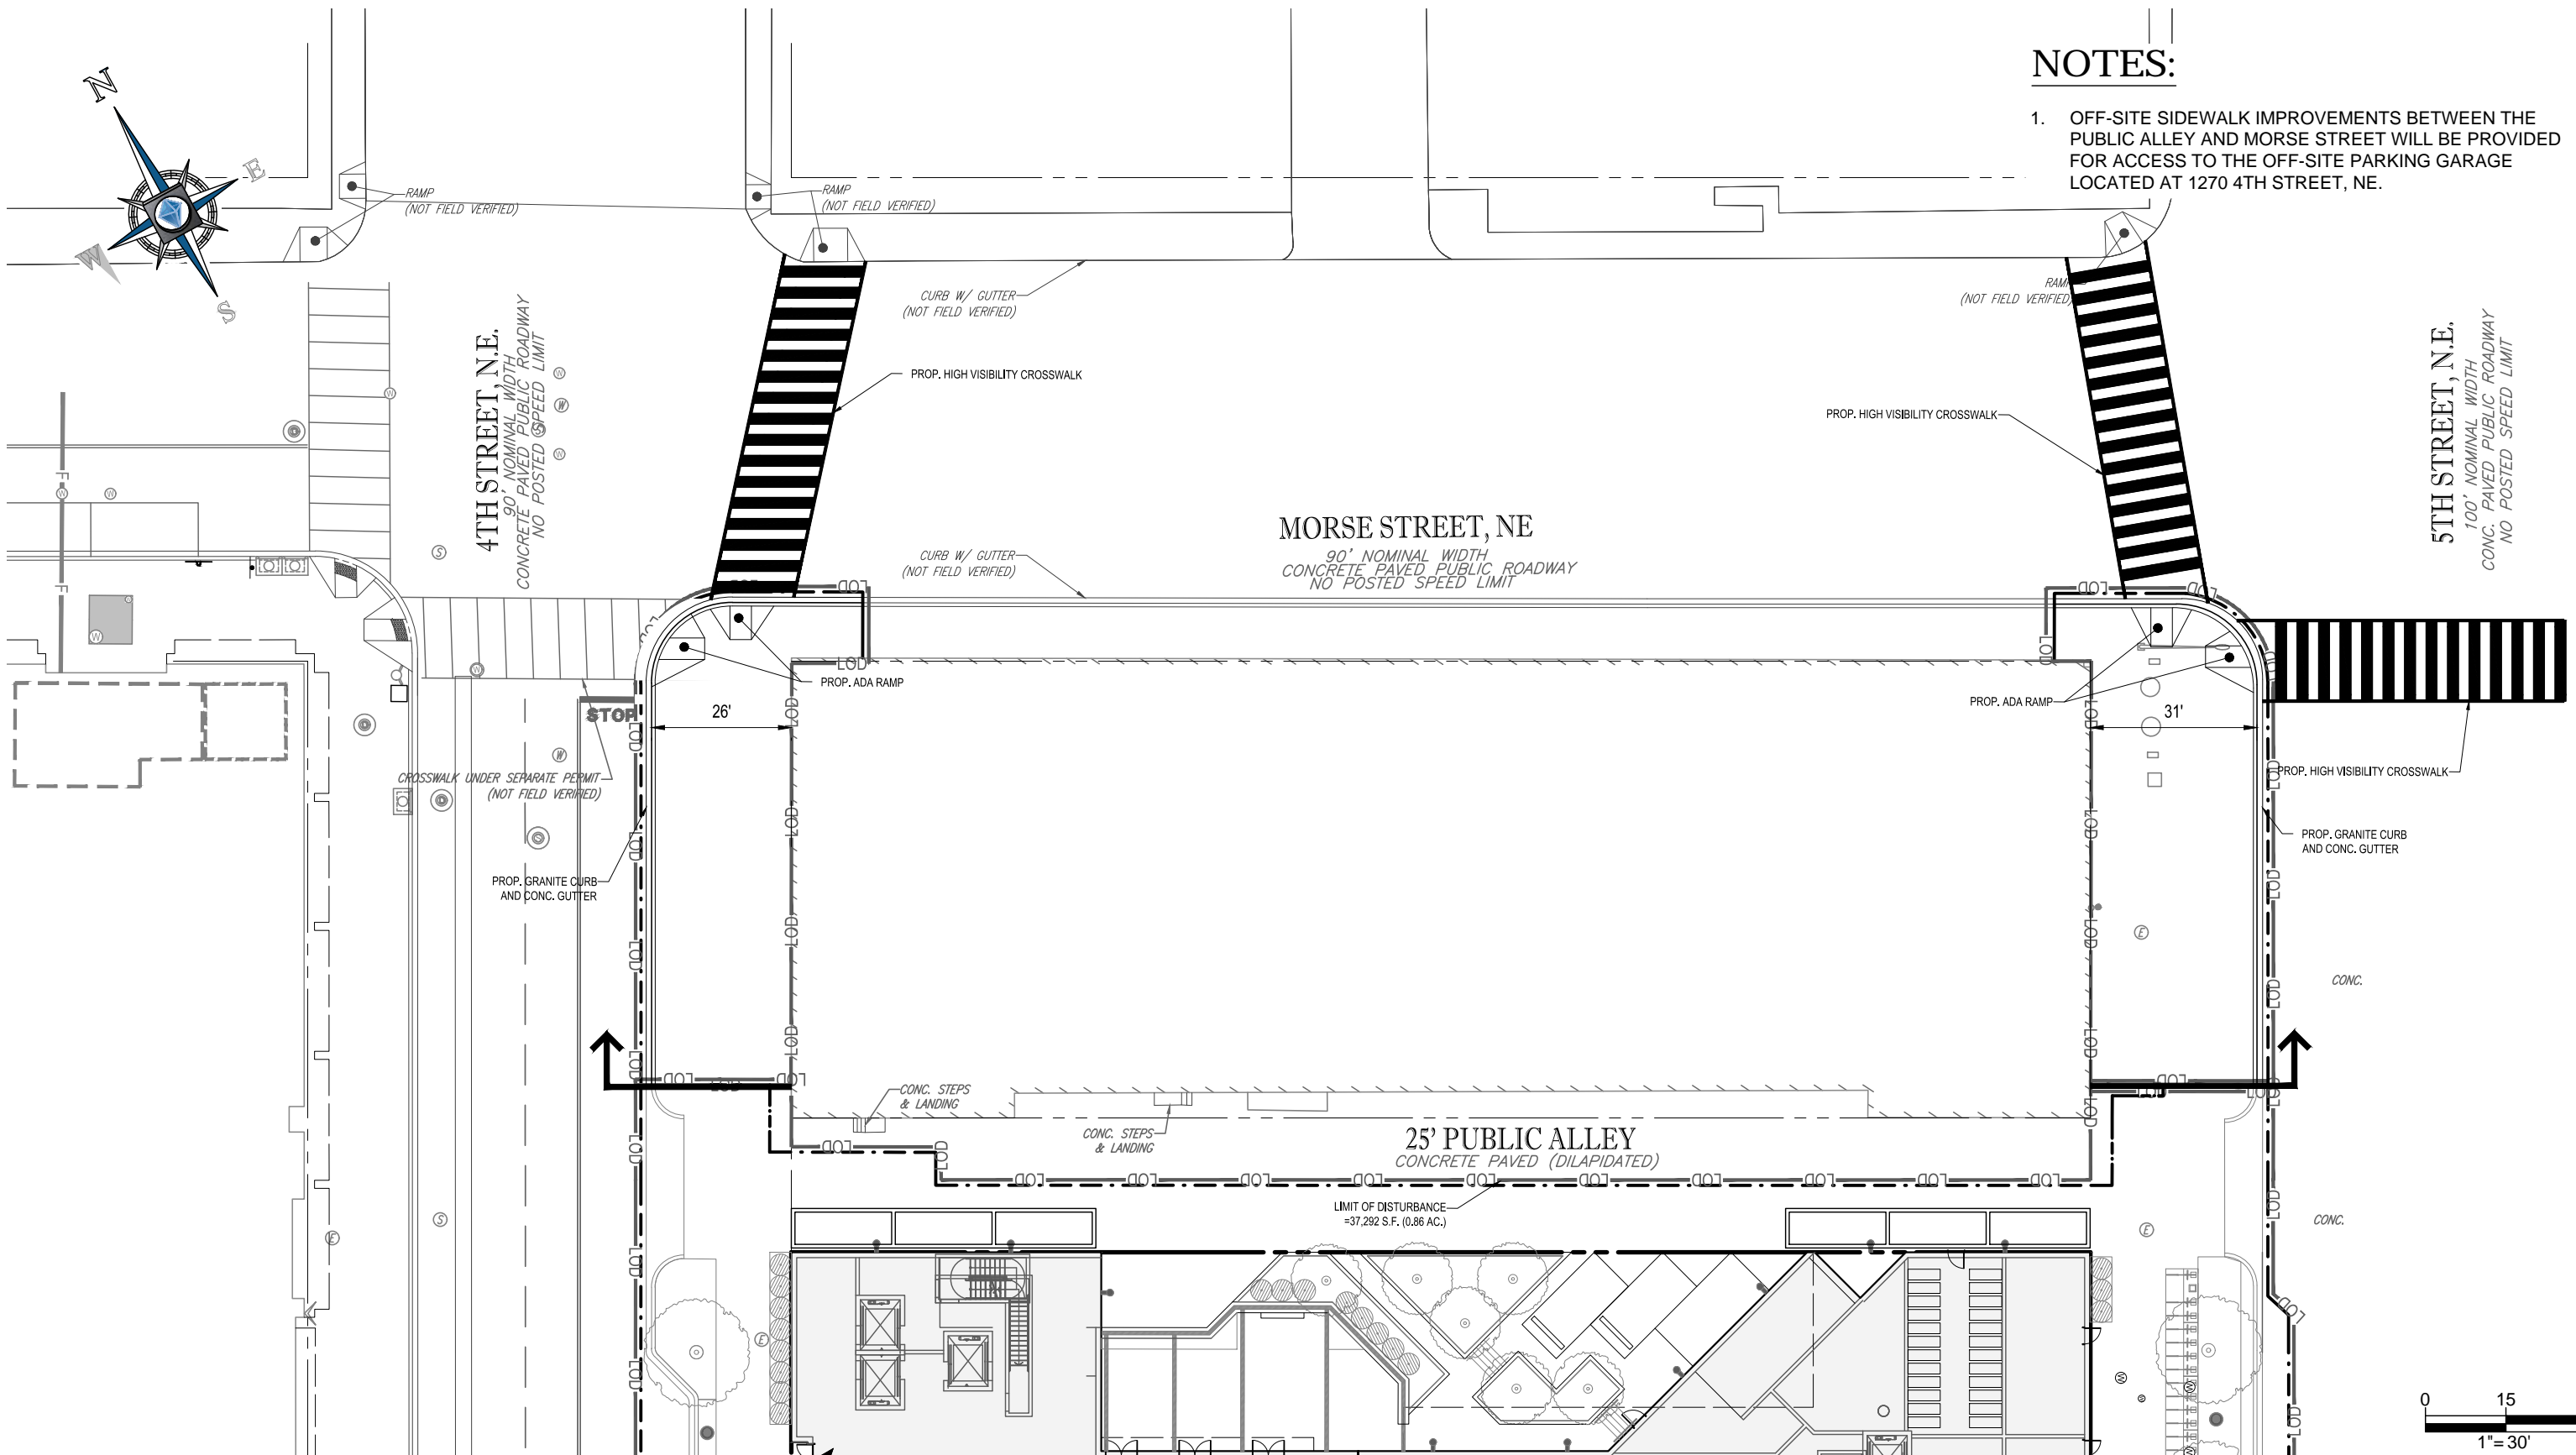 NOTES:
1. OFF-SITE SIDEWALK IMPROVEMENTS BETWEEN THE
PUBLIC ALLEY AND MORSE STREET WILL BE PROVIDED
FOR ACCESS TO THE OFF-SITE PARKING GARAGE
LOCATED AT 1270 4TH STREET, NE.
N
E
W
S
RAMP
(NOT FIELD VERIFIED)
RAMP
(NOT FIELD VERIFIED)
RAMP
(NOT FIELD VERIFIED)
CURB W/ GUTTER
(NOT FIELD VERIFIED)
4TH STREET, N.E.
90' NOMINAL WIDTH
CONCRETE PAVED PUBLIC ROADWAY
NO POSTED SPEED LIMIT
5TH STREET, N.E.
100' NOMINAL WIDTH
CONC. PAVED PUBLIC ROADWAY
NO POSTED SPEED LIMIT
PROP. HIGH VISIBILITY CROSSWALK
PROP. HIGH VISIBILITY CROSSWALK
MORSE STREET, NE
90' NOMINAL WIDTH
CONCRETE PAVED PUBLIC ROADWAY
NO POSTED SPEED LIMIT
CURB W/ GUTTER
(NOT FIELD VERIFIED)
F
F
LOD
LOD
LOD
LOD
PROP. ADA RAMP
PROP. ADA RAMP
STOP
26'
31'
CROSSWALK UNDER SEPARATE PERMIT
(NOT FIELD VERIFIED)
PROP. HIGH VISIBILITY CROSSWALK
PROP. GRANITE CURB
AND CONC. GUTTER
PROP. GRANITE CURB
AND CONC. GUTTER
CONC.
CONC. STEPS
& LANDING
CONC. STEPS
& LANDING
25' PUBLIC ALLEY
CONCRETE PAVED (DILAPIDATED)
LOD
LOD
LOD
LIMIT OF DISTURBANCE
=37,292 S.F. (0.86 AC.)
CONC.
0 15
1"= 30'